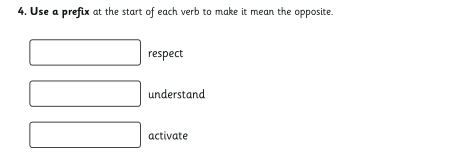 4. Use a prefix at the start of each verb to make it mean the opposite.
respect
understand
activate